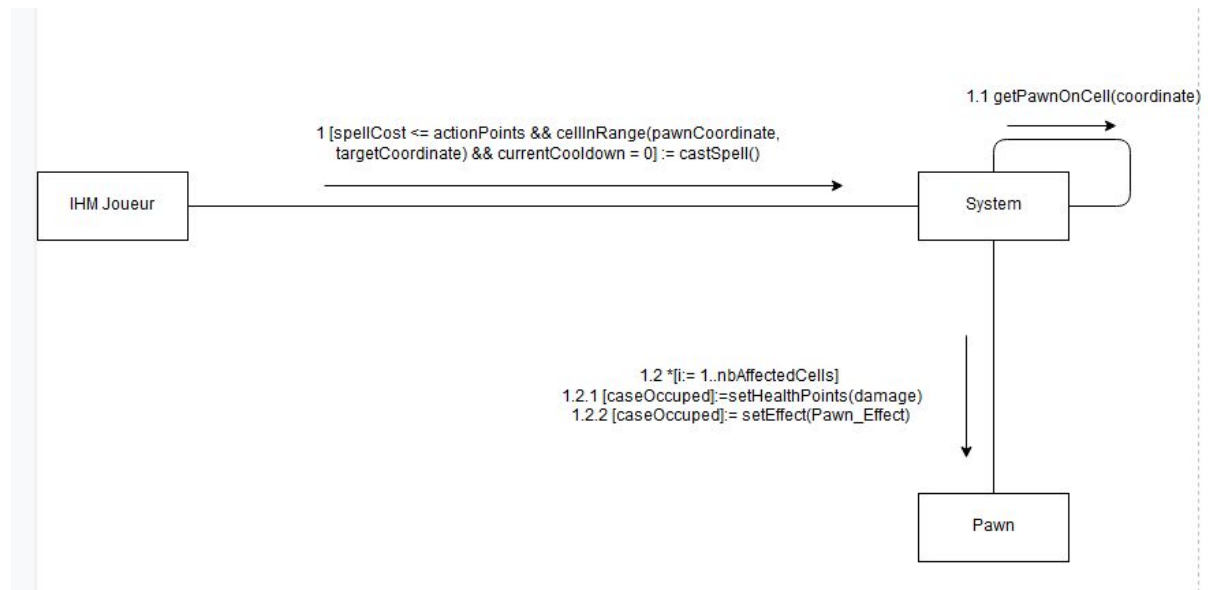 1.1 getPawnOnCell(coordinate)
1 [spellCost <= actionPoints && cellInRange(pawnCoordinate,
targetCoordinate) && currentCooldown = 0] := castSpell()
IHM Joueur
System
1.2 *[i:= 1..nbAffectedCells]
1.2.1 [caseOccuped]:=setHealthPoints(damage)
1.2.2 [caseOccuped]:= setEffect(Pawn_Effect)
Pawn